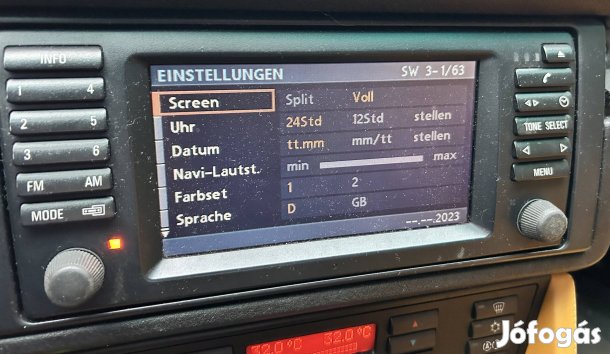 INFO
1 4
2 5
3 6
FM AM
MODE
EINSTELLUNGEN SW 3-1/63
Screen Split Voll
Uhr 24Std 12Std stellen
Datum tt.mm mm/tt stellen
Navi-Lautst. min max
Farbset 1 2
Sprache D GB
--.--.2023
TONE SELECT
MENU
32.0°C 32.0°C
Jófogás